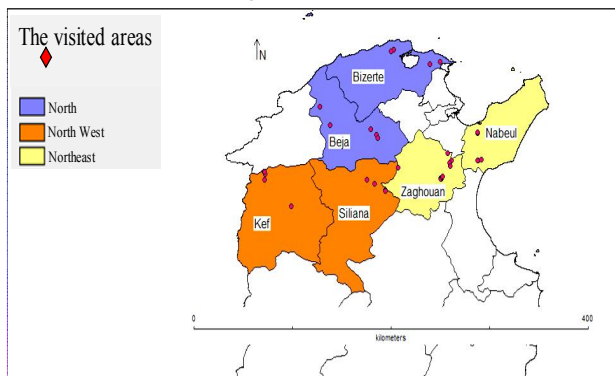 The visited areas
N
North
North West
Northeast
Bizerte
Nabeul
Beja
Zaghouan
Siliana
Kef
0
400
kilometers